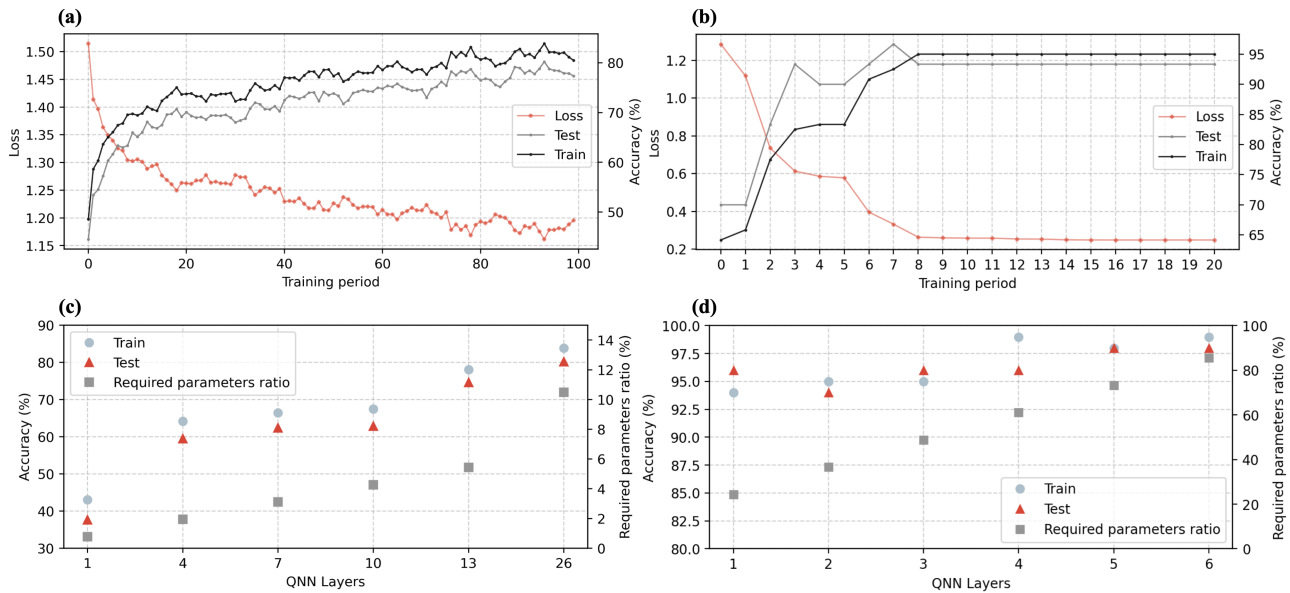 (a)
1.50
1.45
1.40
1.35
1.30
1.25
1.20
1.15
Loss
80
70
60
50
Accuracy (%)
Loss
Test
Train
0 20 40 60 80 100
Training period
(b)
1.2
1.0
0.8
0.6
0.4
0.2
Loss
95
90
85
80
75
70
65
Accuracy (%)
Loss
Test
Train
0 1 2 3 4 5 6 7 8 9 10 11 12 13 14 15 16 17 18 19 20
Training period
(c)
90
80
70
60
50
40
30
Accuracy (%)
14
12
10
8
6
4
2
0
Required parameters ratio (%)
Train
Test
Required parameters ratio
1 4 7 10 13 26
QNN Layers
(d)
100.0
97.5
95.0
92.5
90.0
87.5
85.0
82.5
80.0
Accuracy (%)
100
80
60
40
20
0
Required parameters ratio (%)
Train
Test
Required parameters ratio
1 2 3 4 5 6
QNN Layers